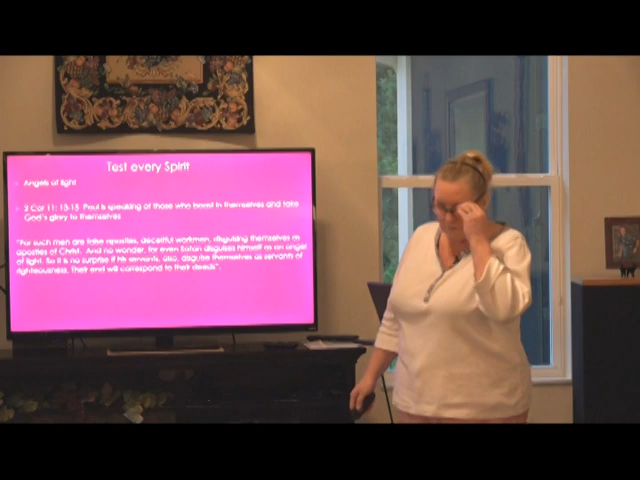 Test every Spirit
Angels of light
2 Cor 11: 13-15 Paul is speaking of those who boast in themselves and take
God's glory to themselves
"For such men are false apostles, deceitful workmen, disguising themselves as
apostles of Christ. And no wonder, for even Satan disguises himself as an angel
of light. So it is no surprise if his servants, also, disguise themselves as servants of
righteousness. Their end will correspond to their deeds".